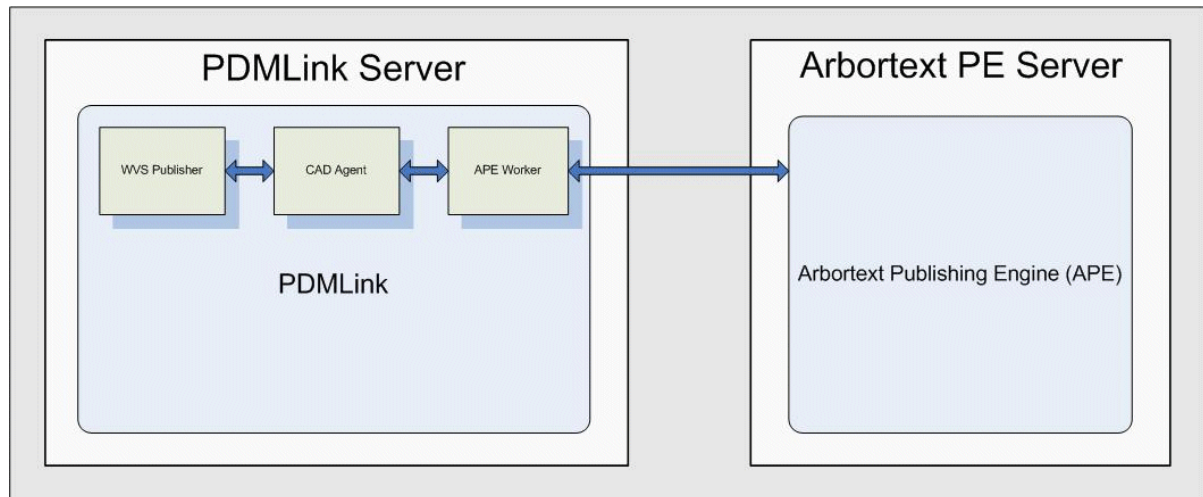 PDMLink Server
WVS Publisher
CAD Agent
APE Worker
PDMLink
Arbortext PE Server
Arbortext Publishing Engine (APE)